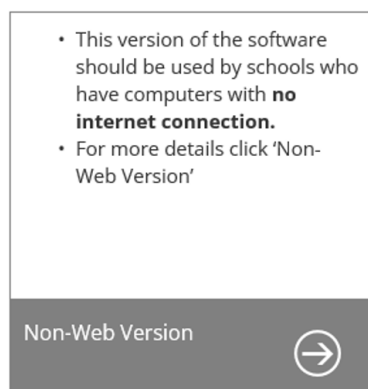 • This version of the software
should be used by schools who
have computers with no
internet connection.
• For more details click ‘Non-
Web Version’
Non-Web Version